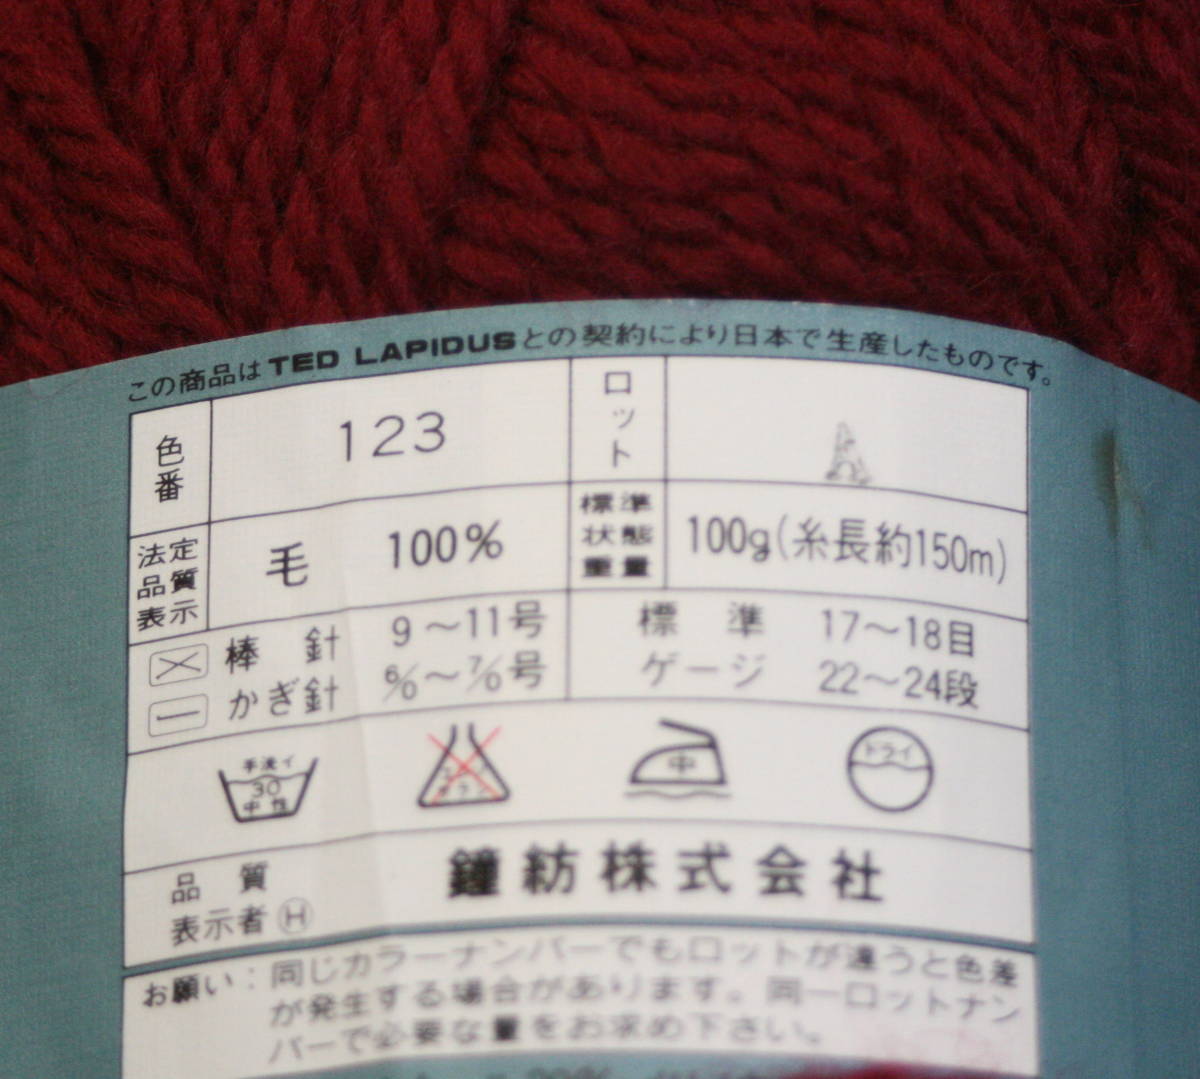 この商品はTED LAPIDUSとの契約により日本で生産したものです。
色番 123 ロット
法定品質表示 毛 100% 標準状態重量 100g(糸長約150m)
棒針 9〜11号 標準 17〜18目
かぎ針 6/0〜7/0号 ゲージ 22〜24段
手洗イ 30 中性
中
ドライ
品質 鐘紡株式会社
表示者 H
お願い:同じカラーナンバーでもロットが違うと色差
が発生する場合があります。同一ロットナン
バーで必要な量をお求め下さい。